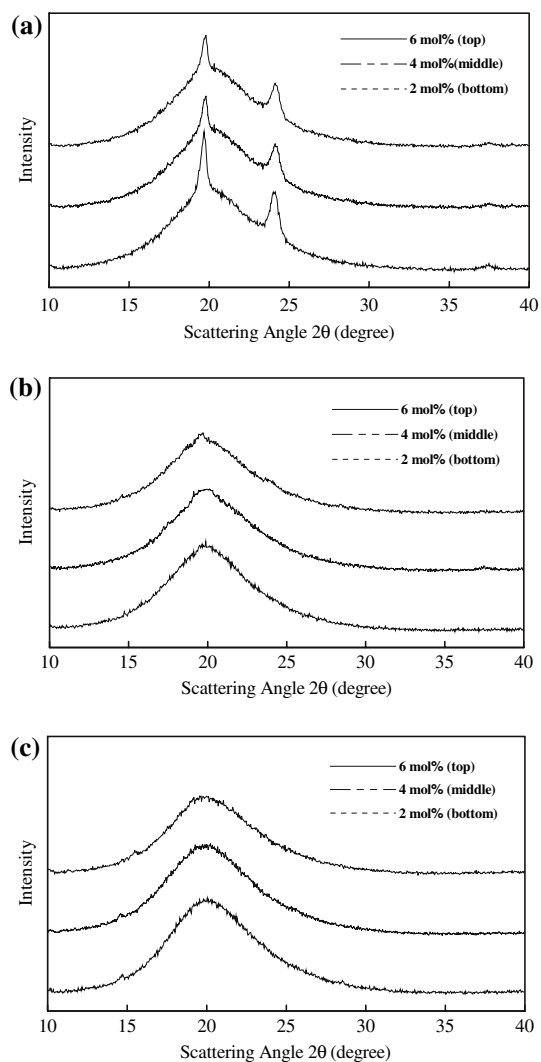 (a)
6 mol% (top)
4 mol%(middle)
2 mol% (bottom)
Intensity
10 15 20 25 30 35 40
Scattering Angle 2θ (degree)
(b)
6 mol% (top)
4 mol% (middle)
2 mol% (bottom)
Intensity
10 15 20 25 30 35 40
Scattering Angle 2θ (degree)
(c)
6 mol% (top)
4 mol% (middle)
2 mol% (bottom)
Intensity
10 15 20 25 30 35 40
Scattering Angle 2θ (degree)